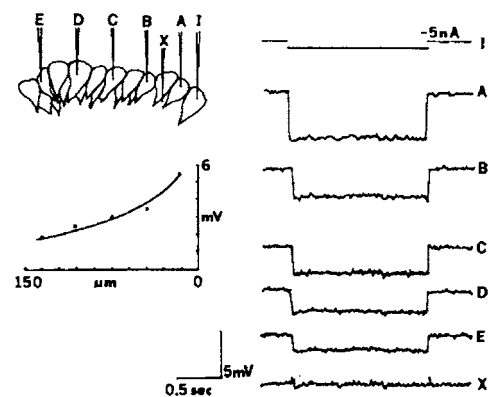 E D C B A I
X
-5nA I
A
B
C
D
E
X
6
mV
150 μm 0
5mV
0.5 sec